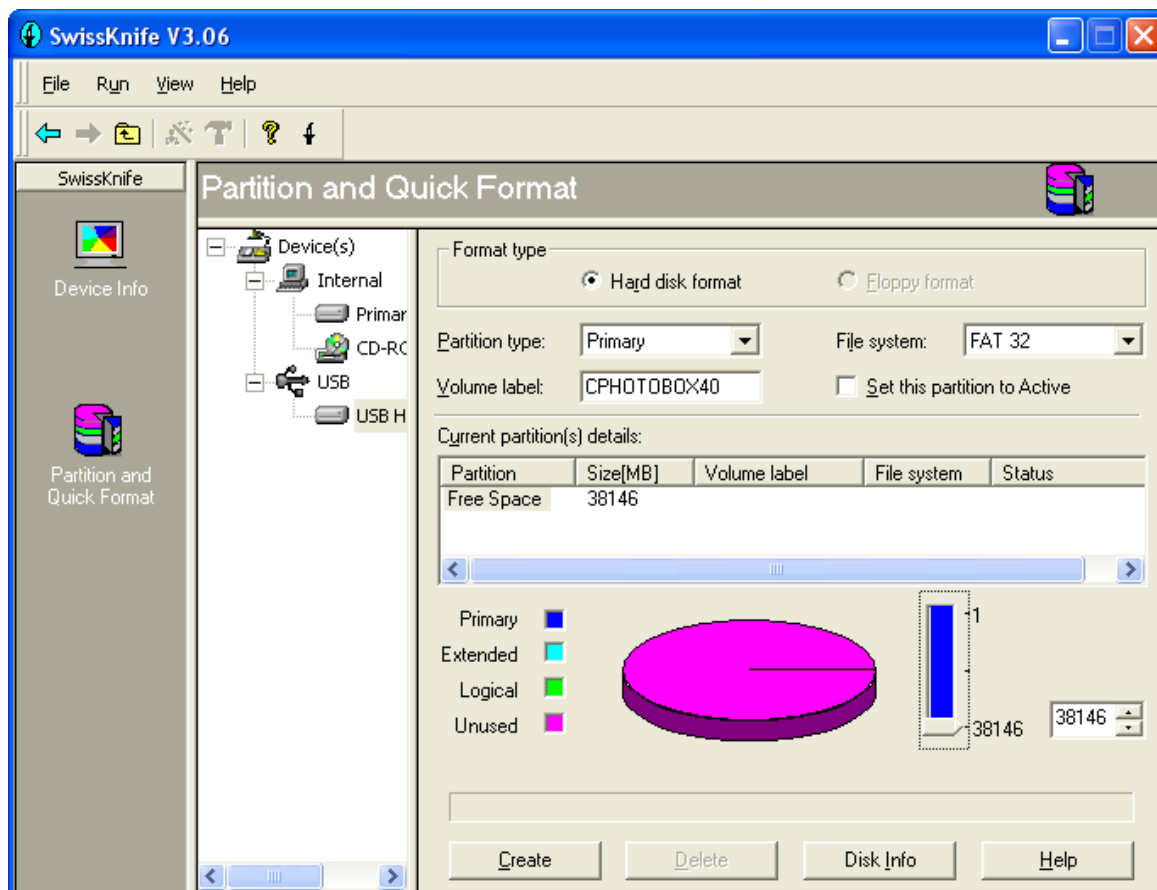 SwissKnife V3.06
File Run View Help
SwissKnife
Device Info
Partition and
Quick Format
Partition and Quick Format
Device(s)
Internal
Primar
CD-RO
USB
USB H
Format type
Hard disk format Floppy format
Partition type: Primary File system: FAT 32
Volume label: CPHOTOBOX40 Set this partition to Active
Current partition(s) details:
Partition Size[MB] Volume label File system Status
Free Space 38146
Primary
Extended
Logical
Unused
1
38146
38146
Create Delete Disk Info Help